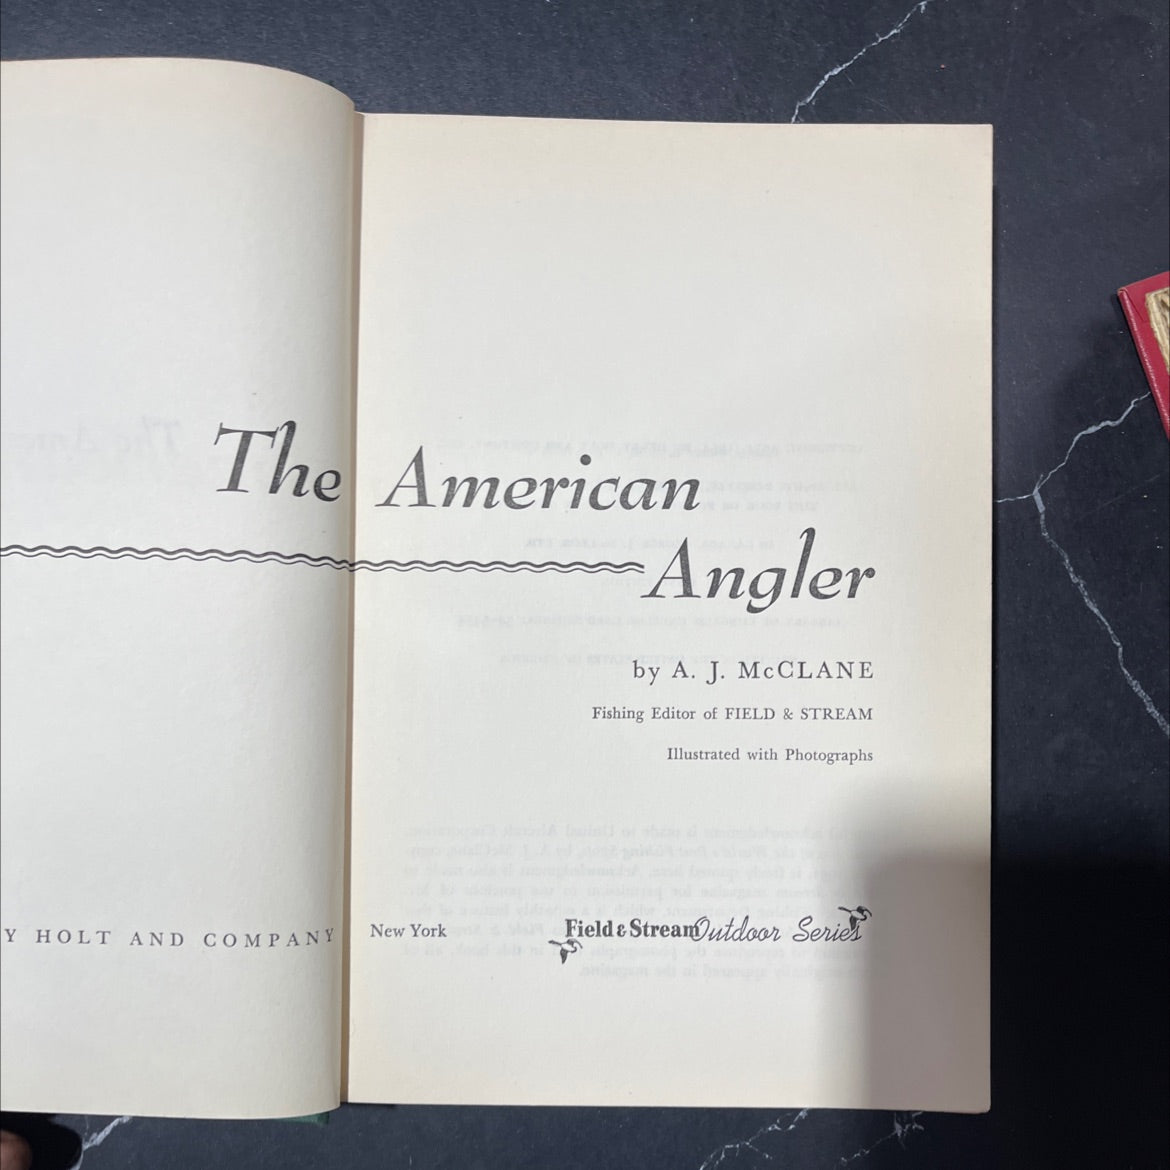 The American
Angler
by A. J. McCLANE
Fishing Editor of FIELD & STREAM
Illustrated with Photographs
Y HOLT AND COMPANY New York Field & Stream Outdoor Series